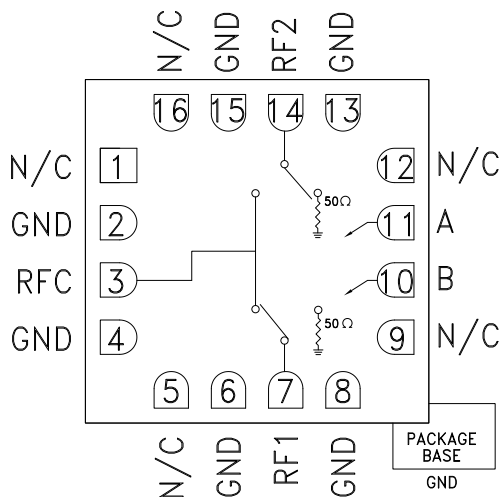 N/C GND RF2 GND
16 15 14 13
N/C 1 12 N/C
50Ω
GND 2 11 A
RFC 3 10 B
50Ω
GND 4 9 N/C
5 6 7 8
N/C GND RF1 GND
PACKAGE
BASE
GND